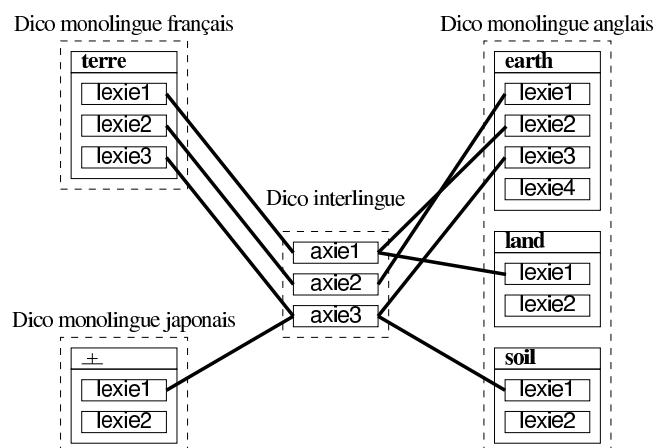 Dico monolingue français
terre
lexie1
lexie2
lexie3
Dico monolingue japonais
土
lexie1
lexie2
Dico interlingue
axie1
axie2
axie3
Dico monolingue anglais
earth
lexie1
lexie2
lexie3
lexie4
land
lexie1
lexie2
soil
lexie1
lexie2